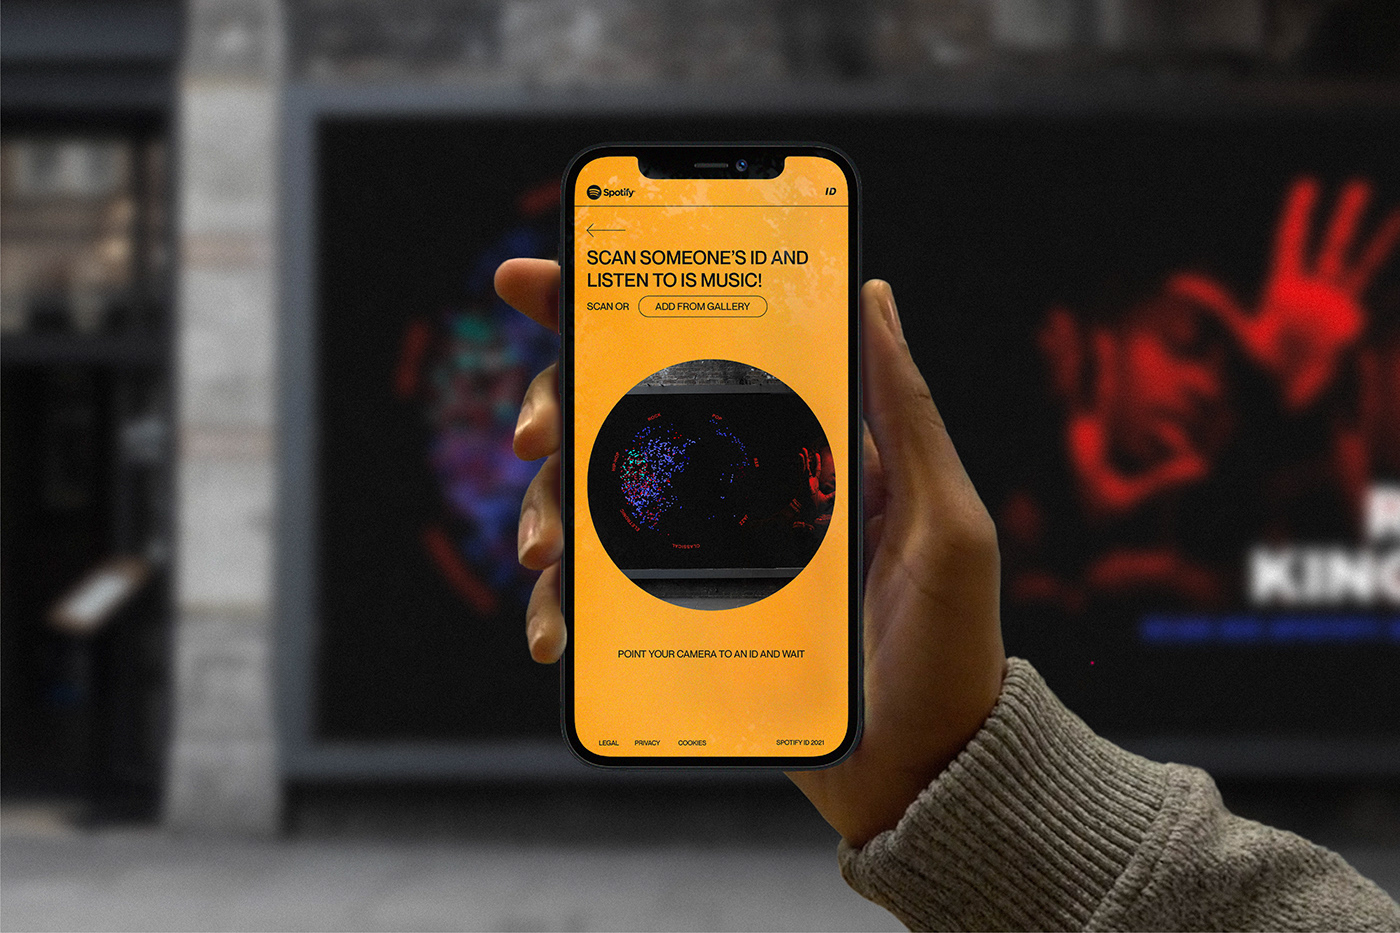 Spotify
ID
SCAN SOMEONE'S ID AND
LISTEN TO IS MUSIC!
SCAN OR
ADD FROM GALLERY
ROCK
POP
HIP-HOP
R&B
JAZZ
CLASSICAL
POINT YOUR CAMERA TO AN ID AND WAIT
LEGAL
PRIVACY
COOKIES
SPOTIFY ID 2021
KIN